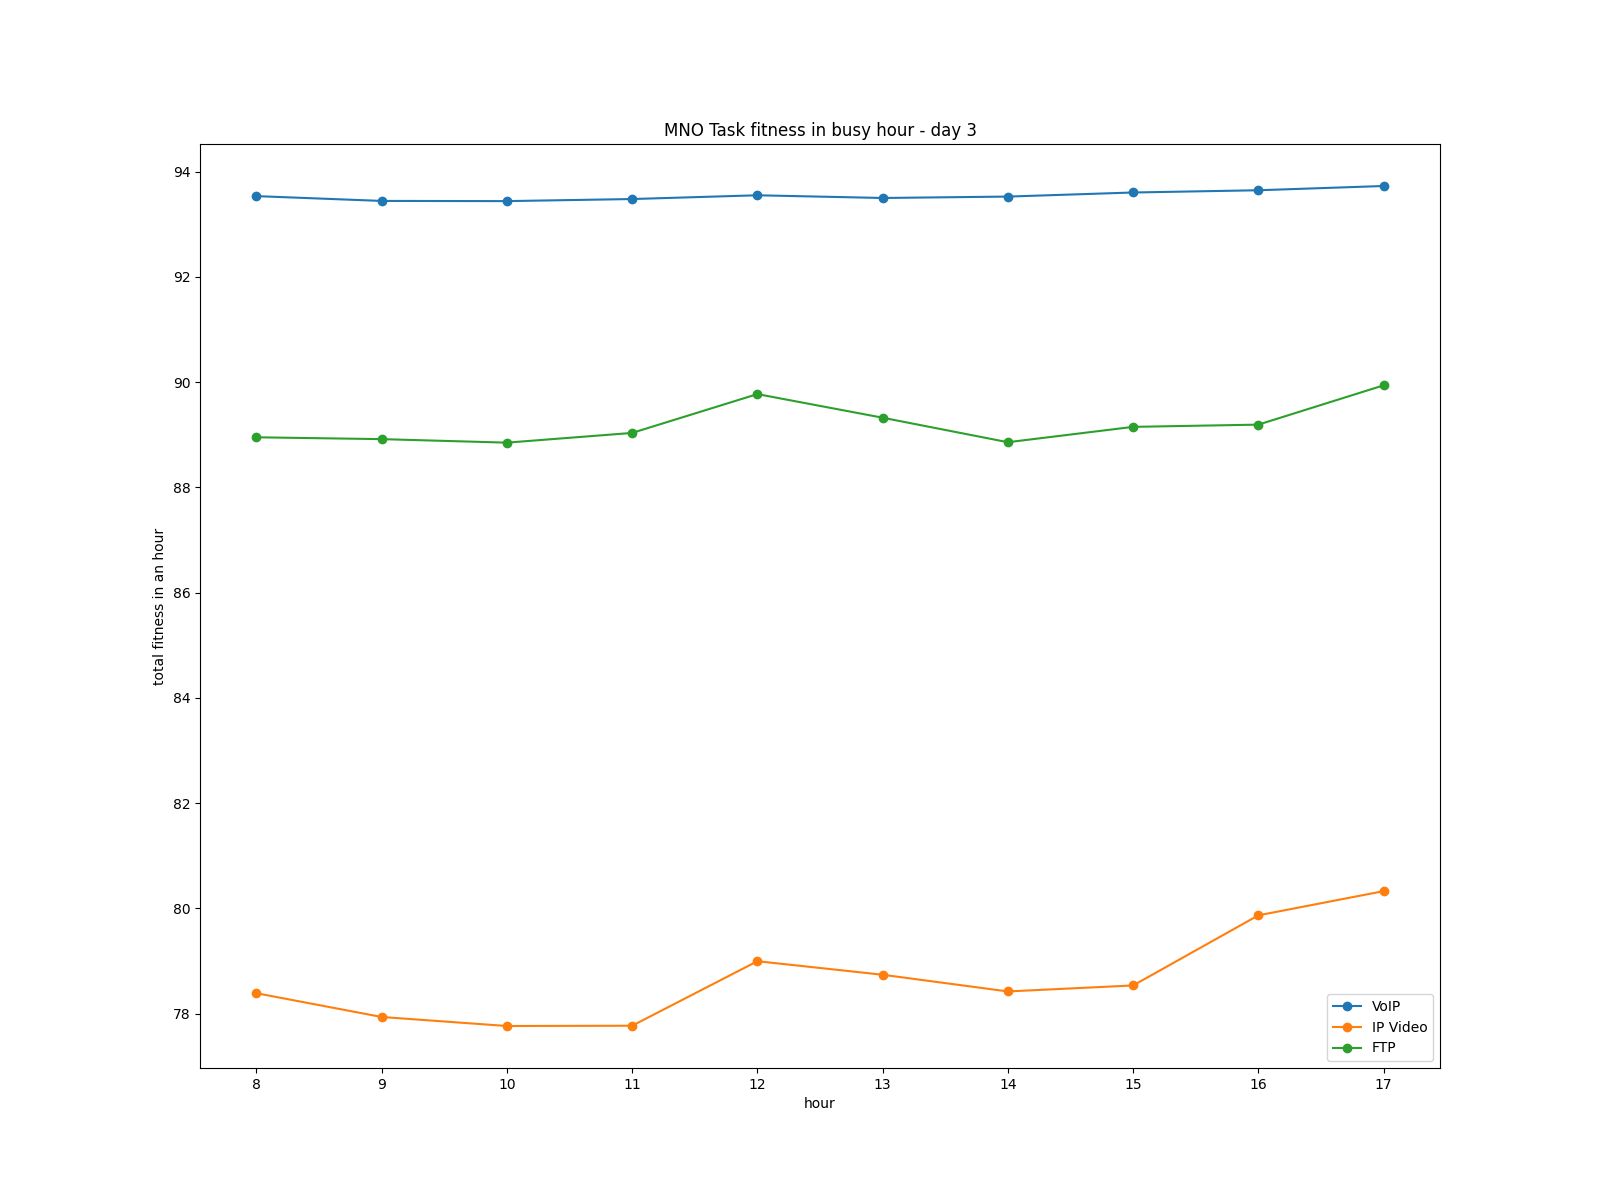 MNO Task fitness in busy hour - day 3
94
92
90
88
86
84
82
80
78
total fitness in an hour
8 9 10 11 12 13 14 15 16 17
hour
VoIP
IP Video
FTP